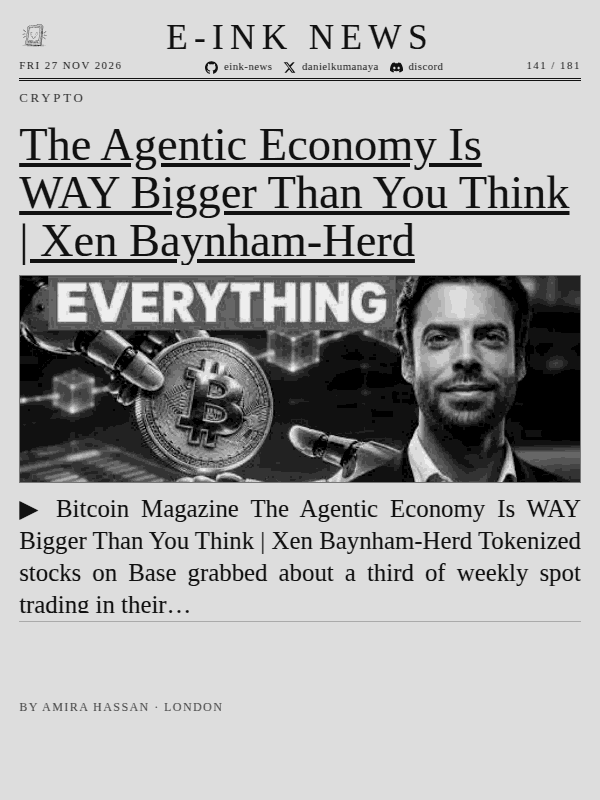 E-INK NEWS
FRI 27 NOV 2026
eink-news
danielkumanaya
discord
141 / 181
CRYPTO
The Agentic Economy Is
WAY Bigger Than You Think
| Xen Baynham-Herd
EVERYTHING
▶ Bitcoin Magazine The Agentic Economy Is WAY
Bigger Than You Think | Xen Baynham-Herd Tokenized
stocks on Base grabbed about a third of weekly spot
trading in their…
BY AMIRA HASSAN · LONDON